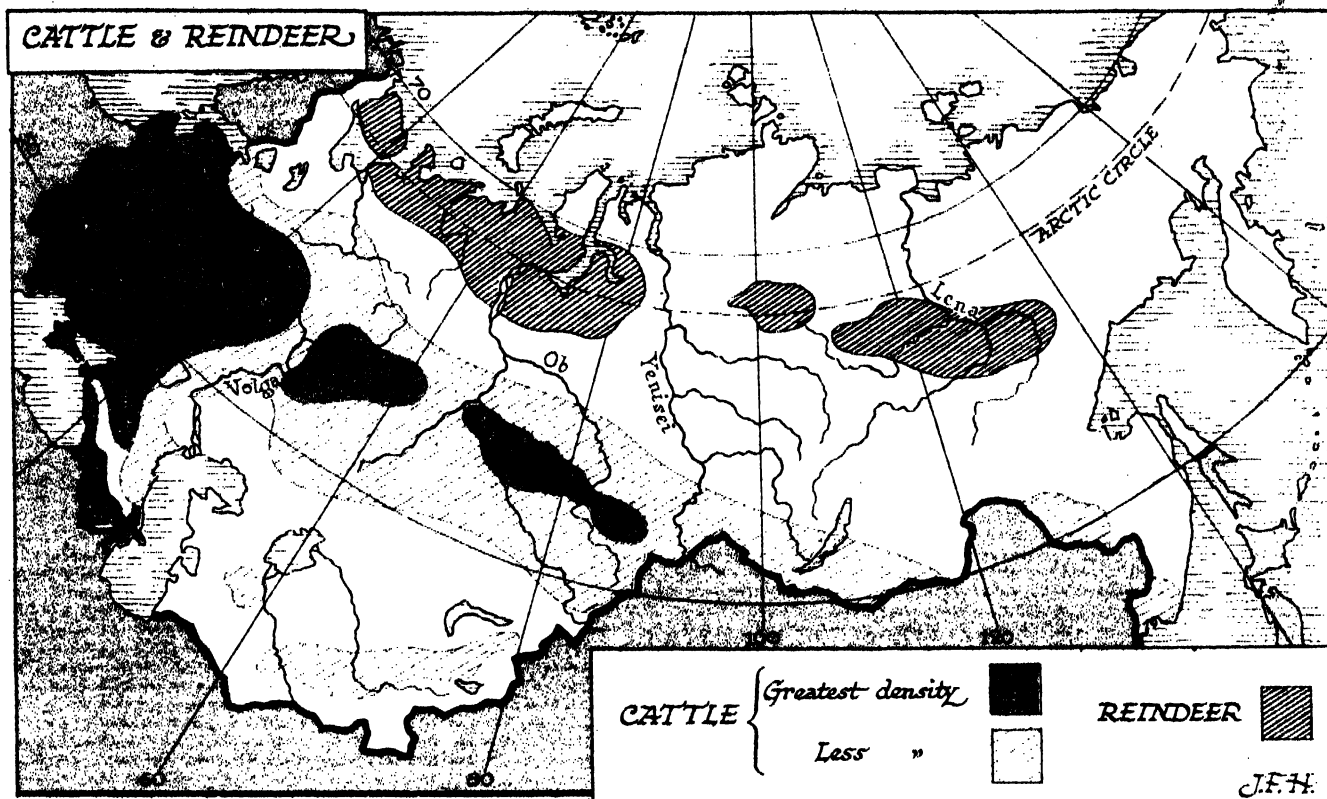 CATTLE & REINDEER
70
ARCTIC CIRCLE
Lena
Ob
Yenisei
Volga
100
120
60
80
CATTLE { Greatest density
Less "
REINDEER
J.F.H.